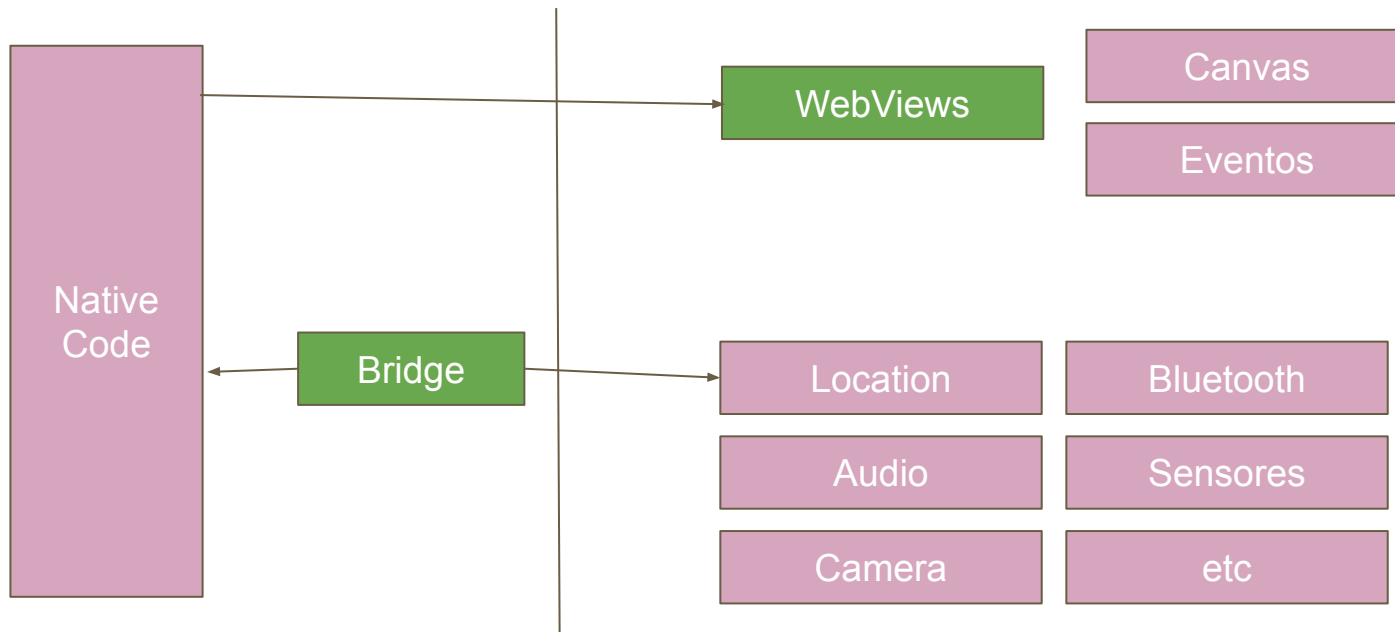 Native
Code
Bridge
WebViews
Canvas
Eventos
Location
Bluetooth
Audio
Sensores
Camera
etc